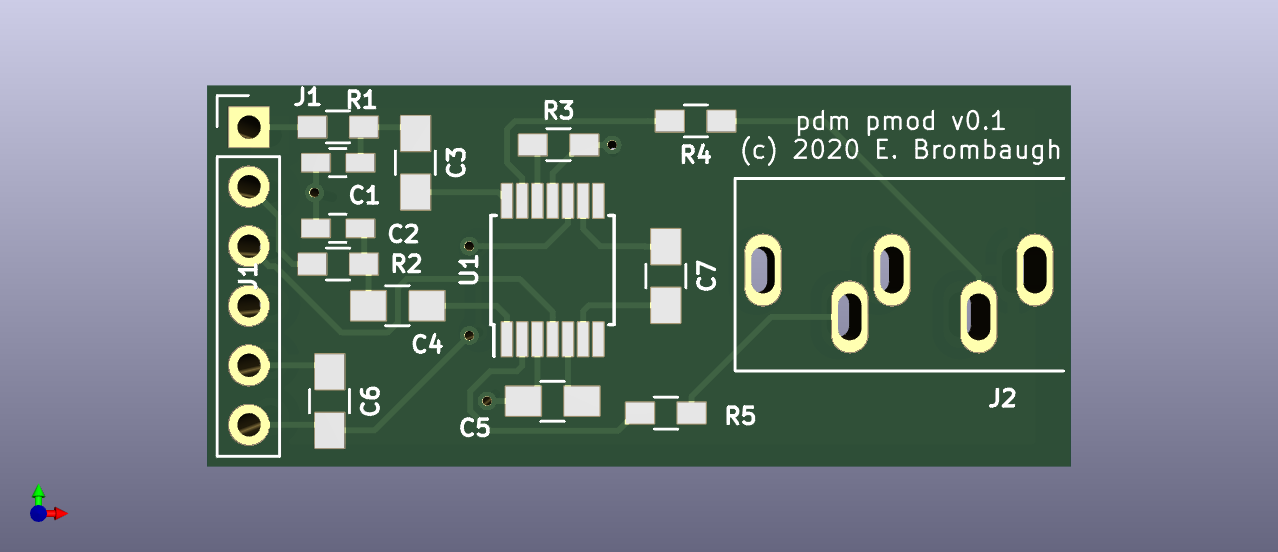 J1
R1
R3
R4
pdm pmod v0.1
(c) 2020 E. Brombaugh
C3
C1
C2
R2
J1
U1
C7
C4
C6
C5
R5
J2